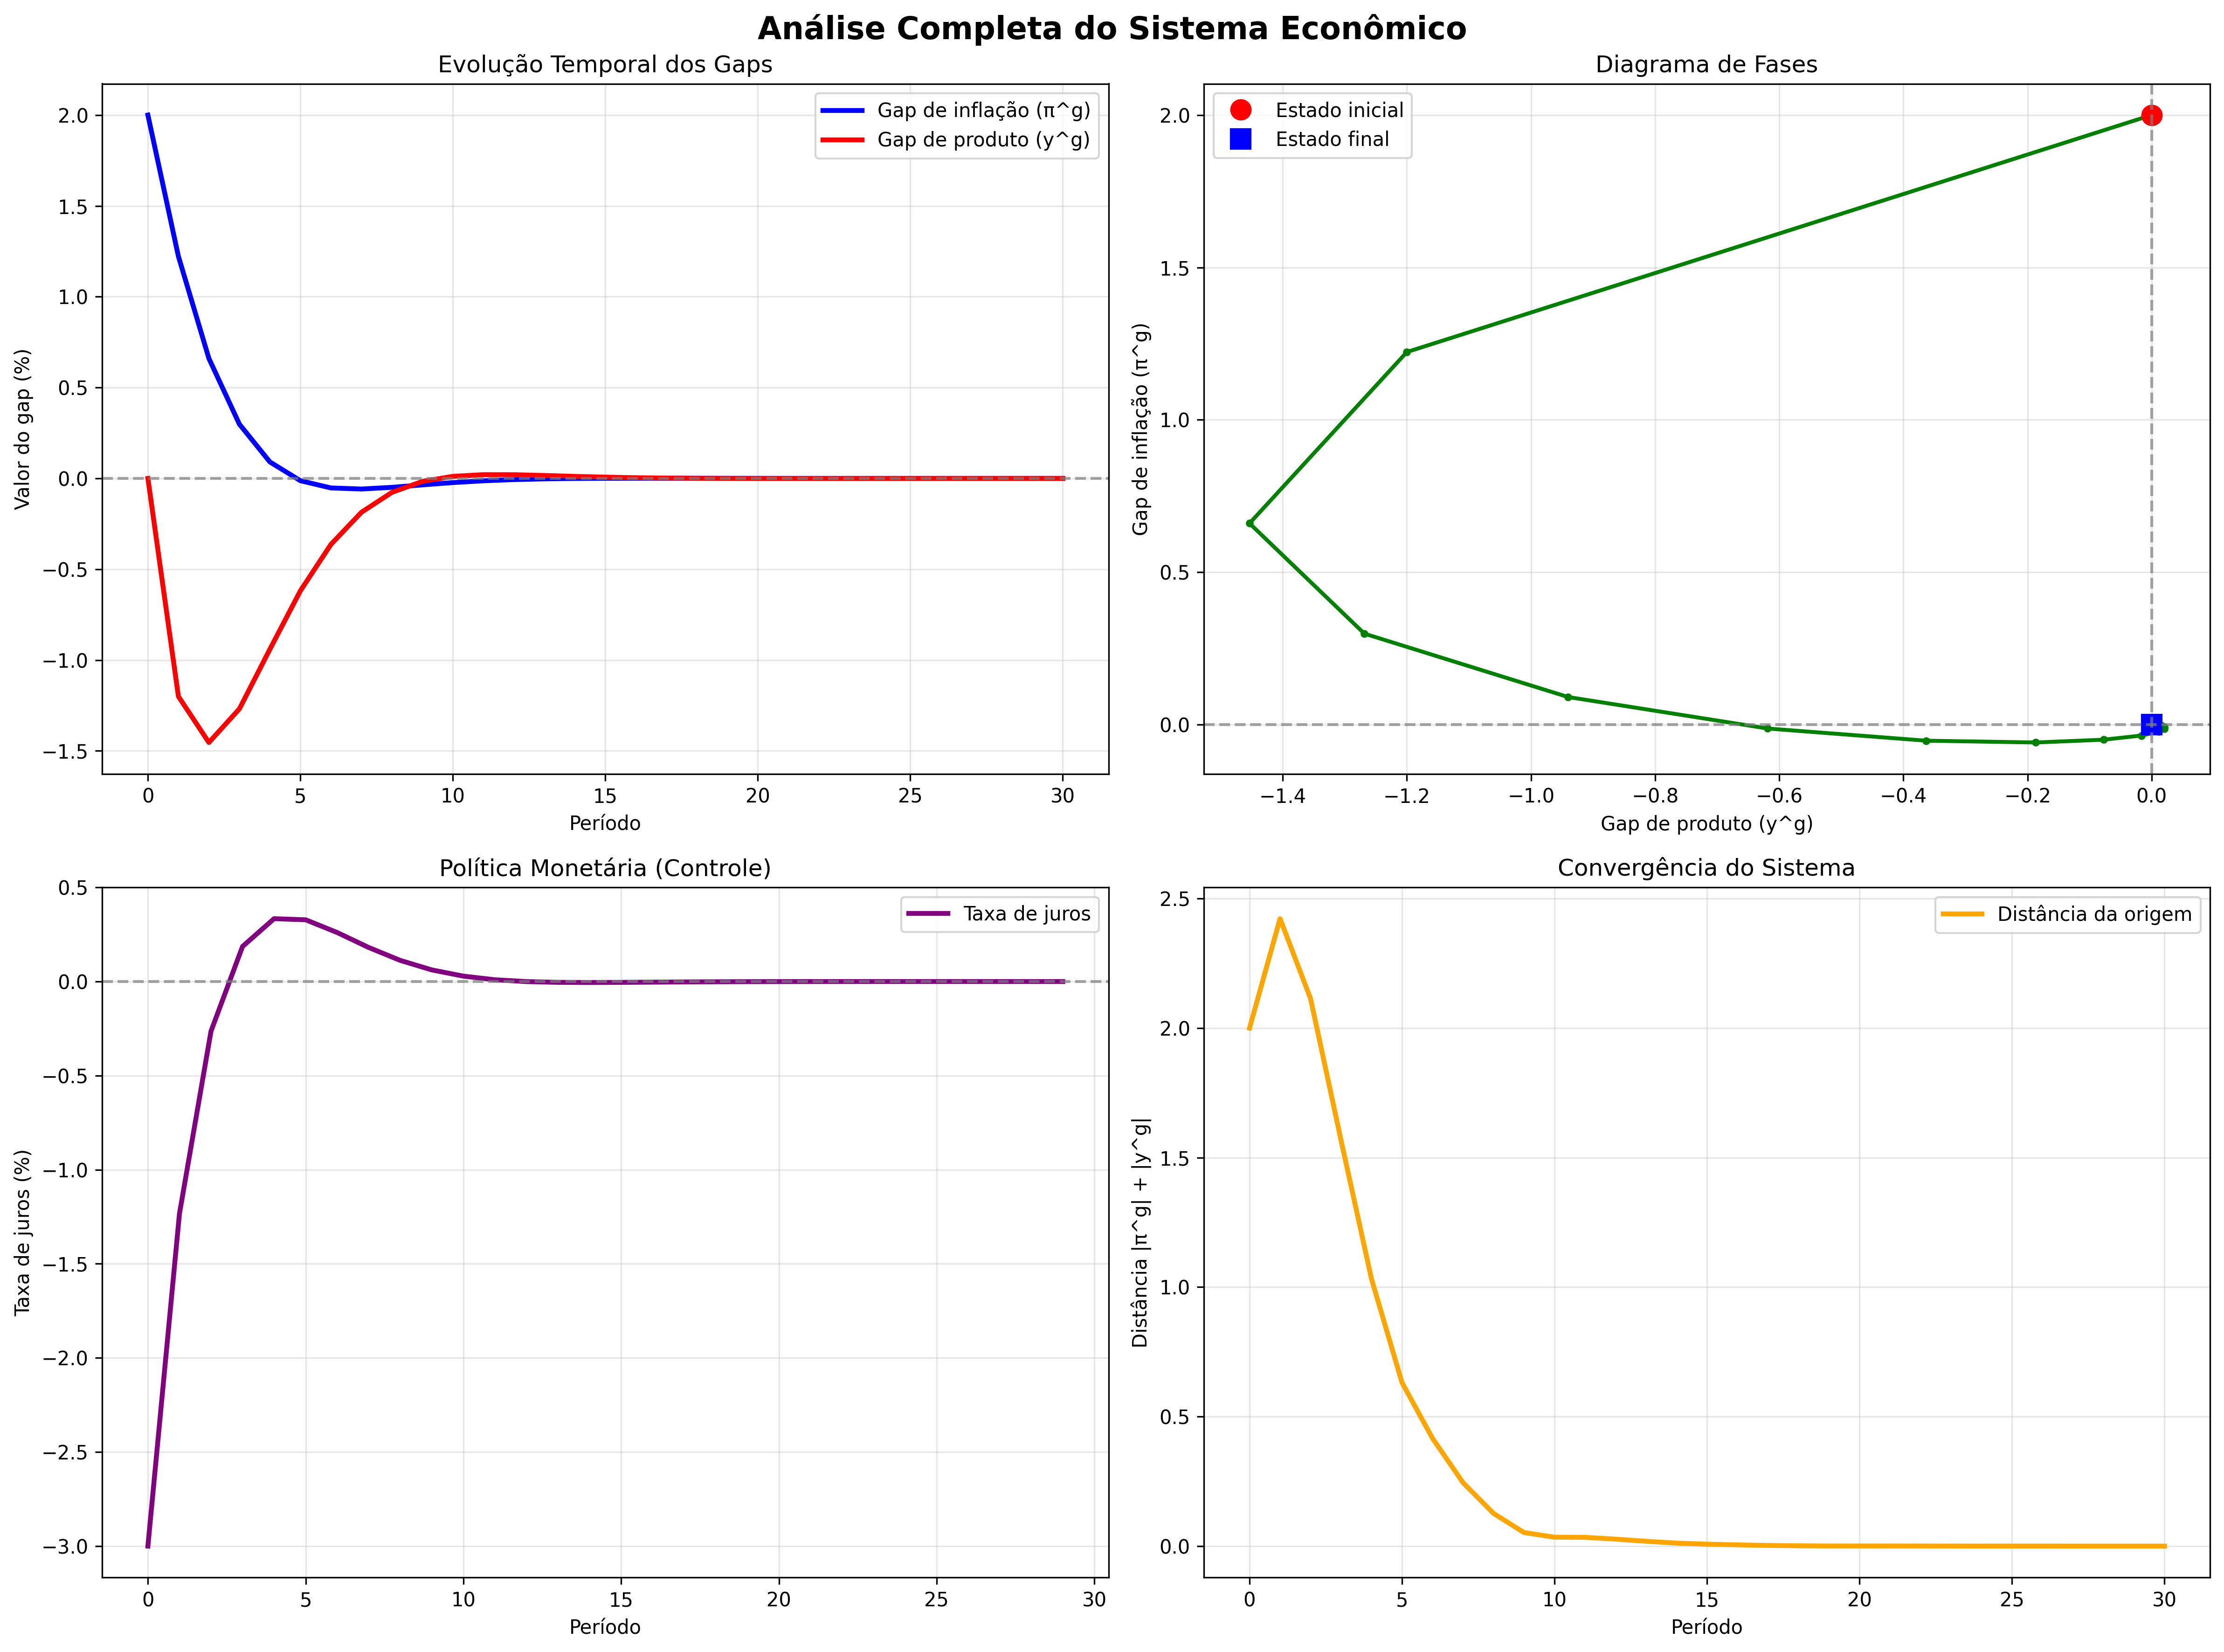 Análise Completa do Sistema Econômico
Evolução Temporal dos Gaps
Gap de inflação (π^g)
Gap de produto (y^g)
Valor do gap (%)
2.0
1.5
1.0
0.5
0.0
−0.5
−1.0
−1.5
0 5 10 15 20 25 30
Período
Diagrama de Fases
Estado inicial
Estado final
Gap de inflação (π^g)
2.0
1.5
1.0
0.5
0.0
−1.4 −1.2 −1.0 −0.8 −0.6 −0.4 −0.2 0.0
Gap de produto (y^g)
Política Monetária (Controle)
Taxa de juros
Taxa de juros (%)
0.5
0.0
−0.5
−1.0
−1.5
−2.0
−2.5
−3.0
0 5 10 15 20 25 30
Período
Convergência do Sistema
Distância da origem
Distância |π^g| + |y^g|
2.5
2.0
1.5
1.0
0.5
0.0
0 5 10 15 20 25 30
Período